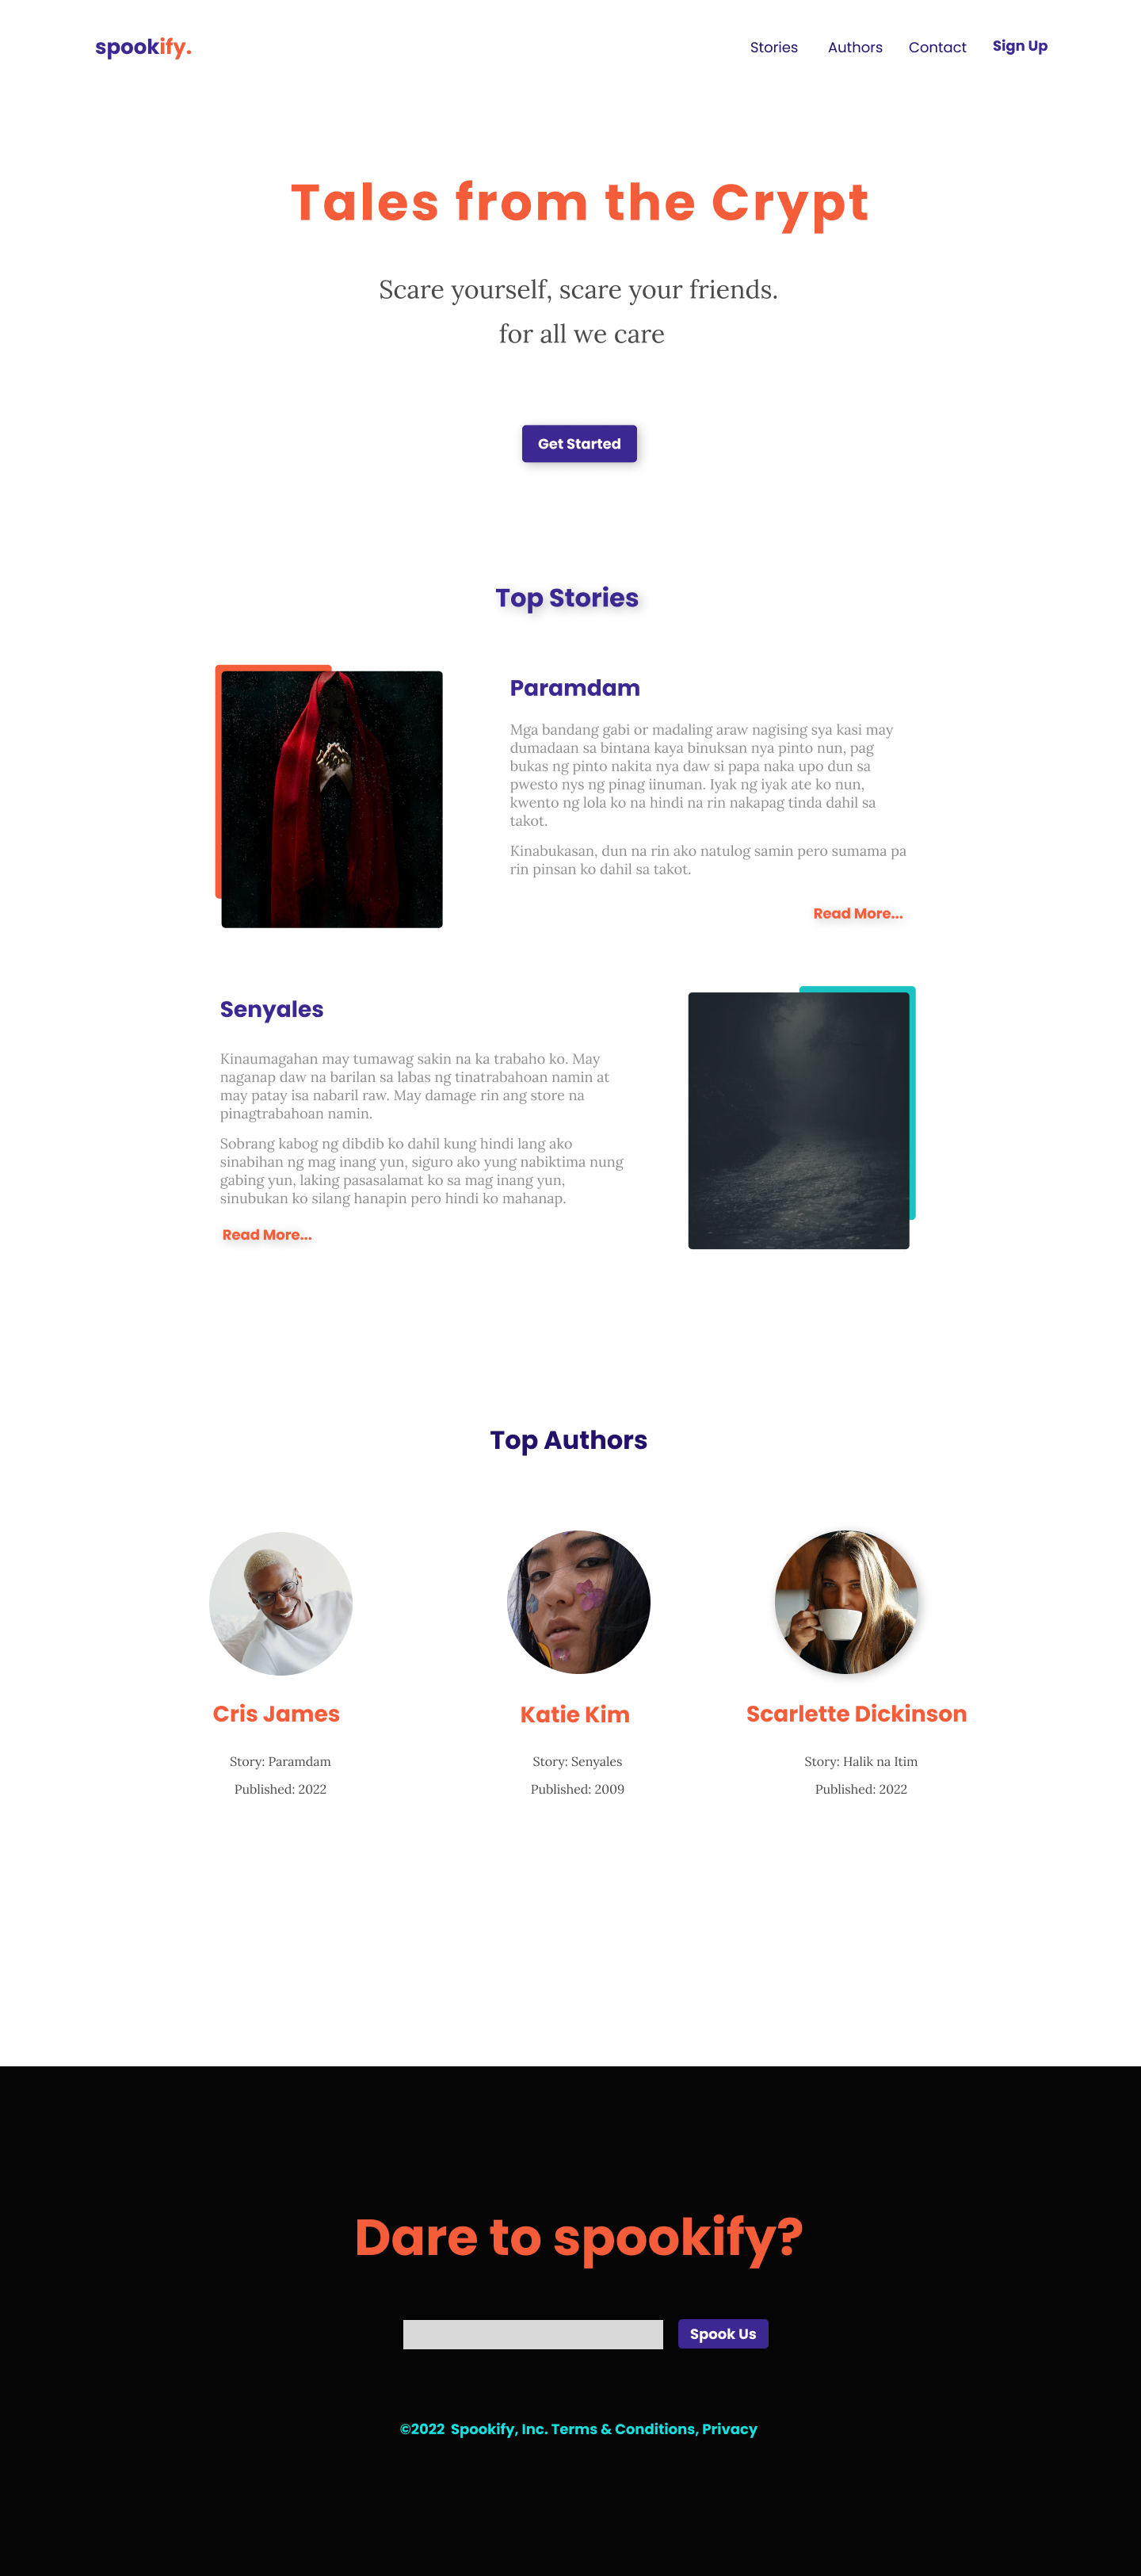 spookify.
Stories Authors Contact Sign Up
Tales from the Crypt
Scare yourself, scare your friends.
for all we care
Get Started
Top Stories
Paramdam
Mga bandang gabi or madaling araw nagising sya kasi may
dumadaan sa bintana kaya binuksan nya pinto nun, pag
bukas ng pinto nakita nya daw si papa naka upo dun sa
pwesto nys ng pinag iinuman. Iyak ng iyak ate ko nun,
kwento ng lola ko na hindi na rin nakapag tinda dahil sa
takot.
Kinabukasan, dun na rin ako natulog samin pero sumama pa
rin pinsan ko dahil sa takot.
Read More...
Senyales
Kinaumagahan may tumawag sakin na ka trabaho ko. May
naganap daw na barilan sa labas ng tinatrabahoan namin at
may patay isa nabaril raw. May damage rin ang store na
pinagtrabahoan namin.
Sobrang kabog ng dibdib ko dahil kung hindi lang ako
sinabihan ng mag inang yun, siguro ako yung nabiktima nung
gabing yun, laking pasasalamat ko sa mag inang yun,
sinubukan ko silang hanapin pero hindi ko mahanap.
Read More...
Top Authors
Cris James
Story: Paramdam
Published: 2022
Katie Kim
Story: Senyales
Published: 2009
Scarlette Dickinson
Story: Halik na Itim
Published: 2022
Dare to spookify?
Spook Us
©2022 Spookify, Inc. Terms & Conditions, Privacy